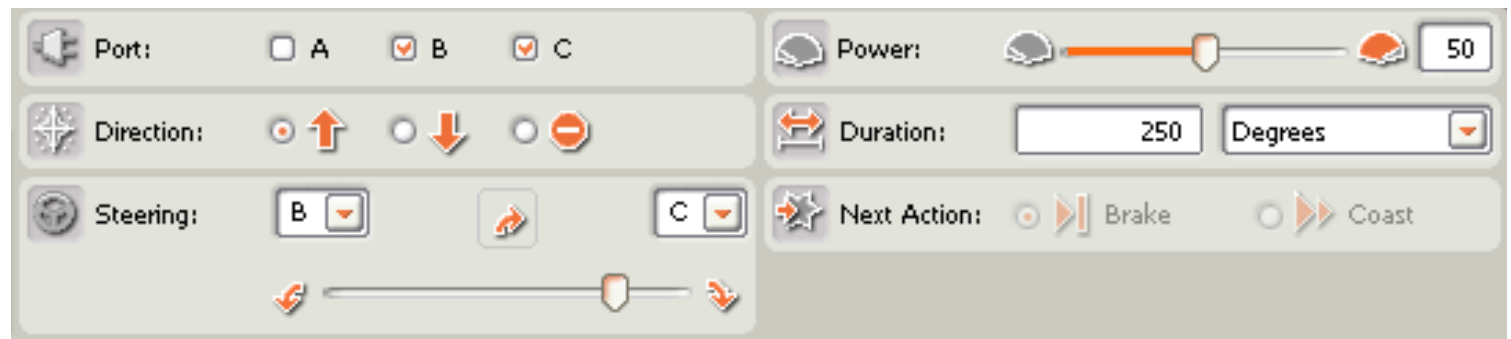 Port: A B C
Power: 50
Direction:
Duration: 250 Degrees
Steering: B C
Next Action: Brake Coast